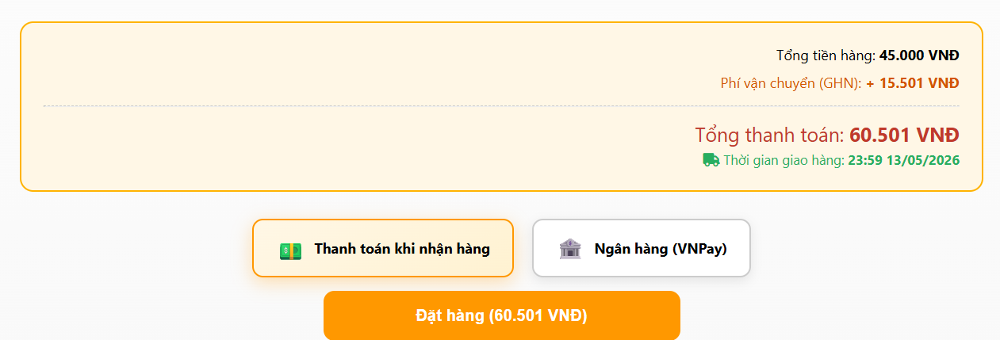 Tổng tiền hàng: 45.000 VNĐ
Phí vận chuyển (GHN): + 15.501 VNĐ
Tổng thanh toán: 60.501 VNĐ
Thời gian giao hàng: 23:59 13/05/2026
Thanh toán khi nhận hàng
Ngân hàng (VNPay)
Đặt hàng (60.501 VNĐ)